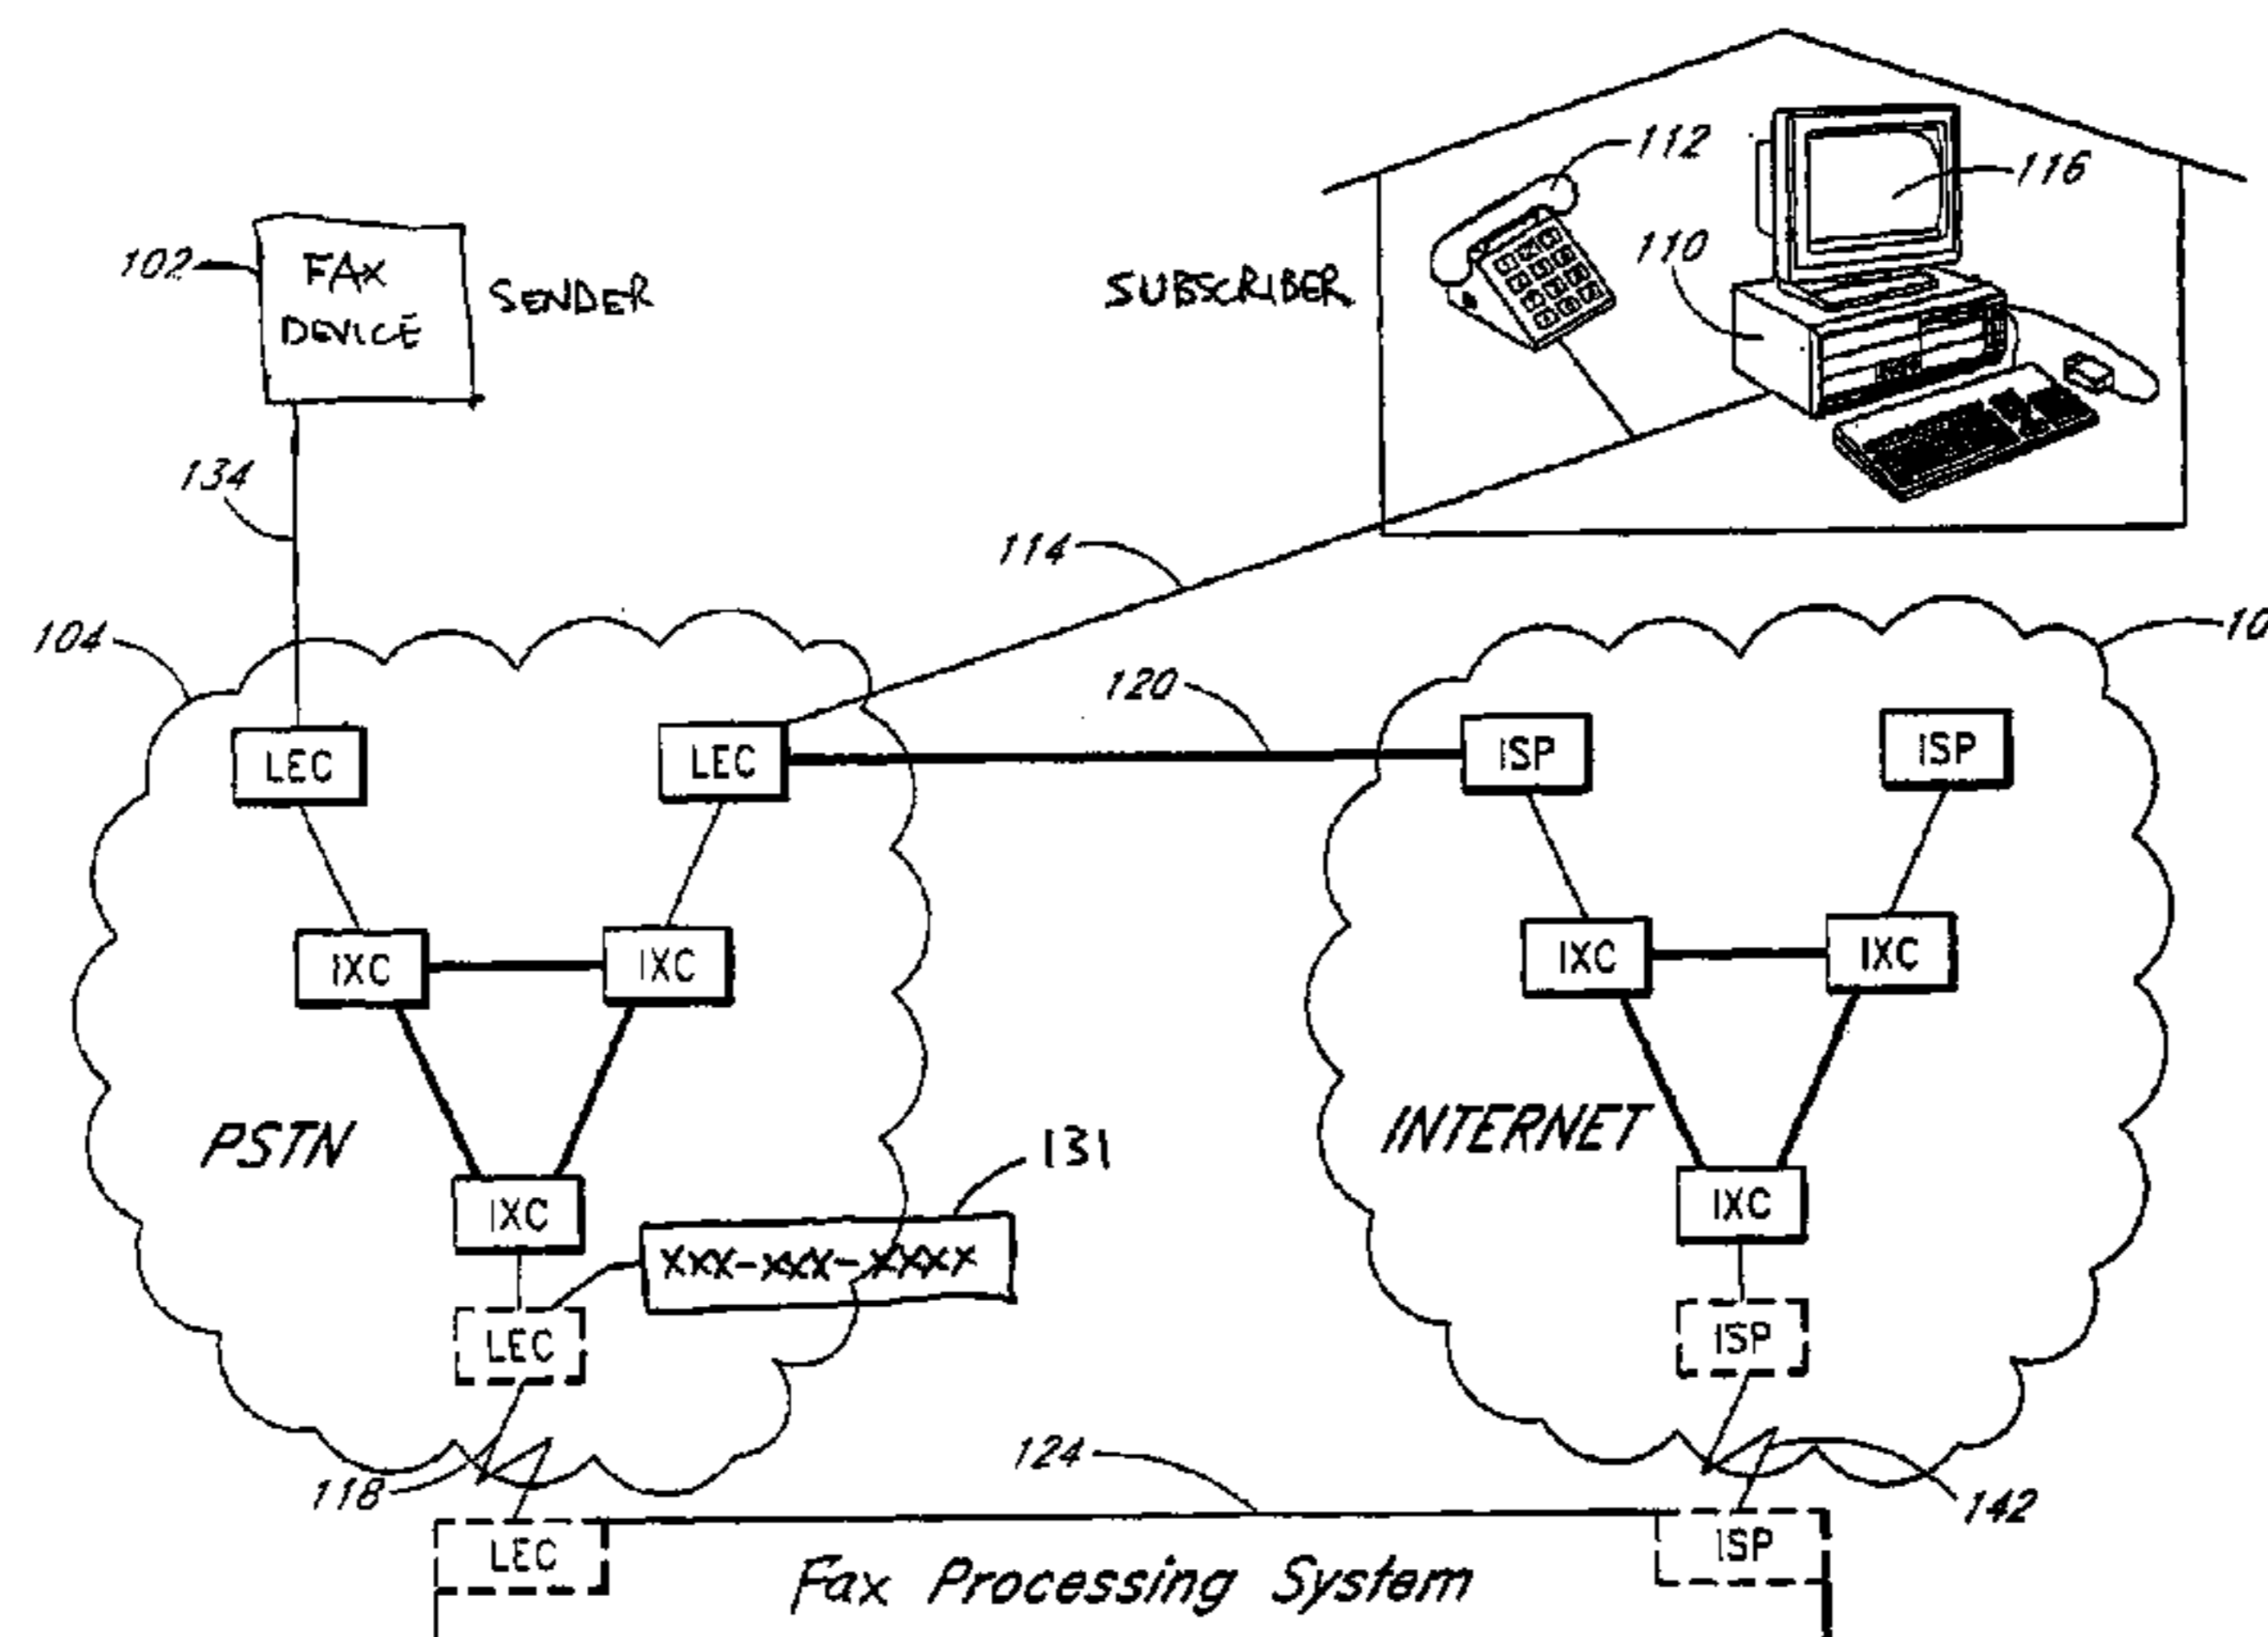 112
116
102
FAX
DEVICE
SENDER
SUBSCRIBER
110
134
114
104
10
120
LEC
LEC
ISP
ISP
IXC
IXC
IXC
IXC
PSTN
INTERNET
131
IXC
IXC
XXX-XXX-XXXX
LEC
ISP
118
124
142
LEC
ISP
Fax Processing System